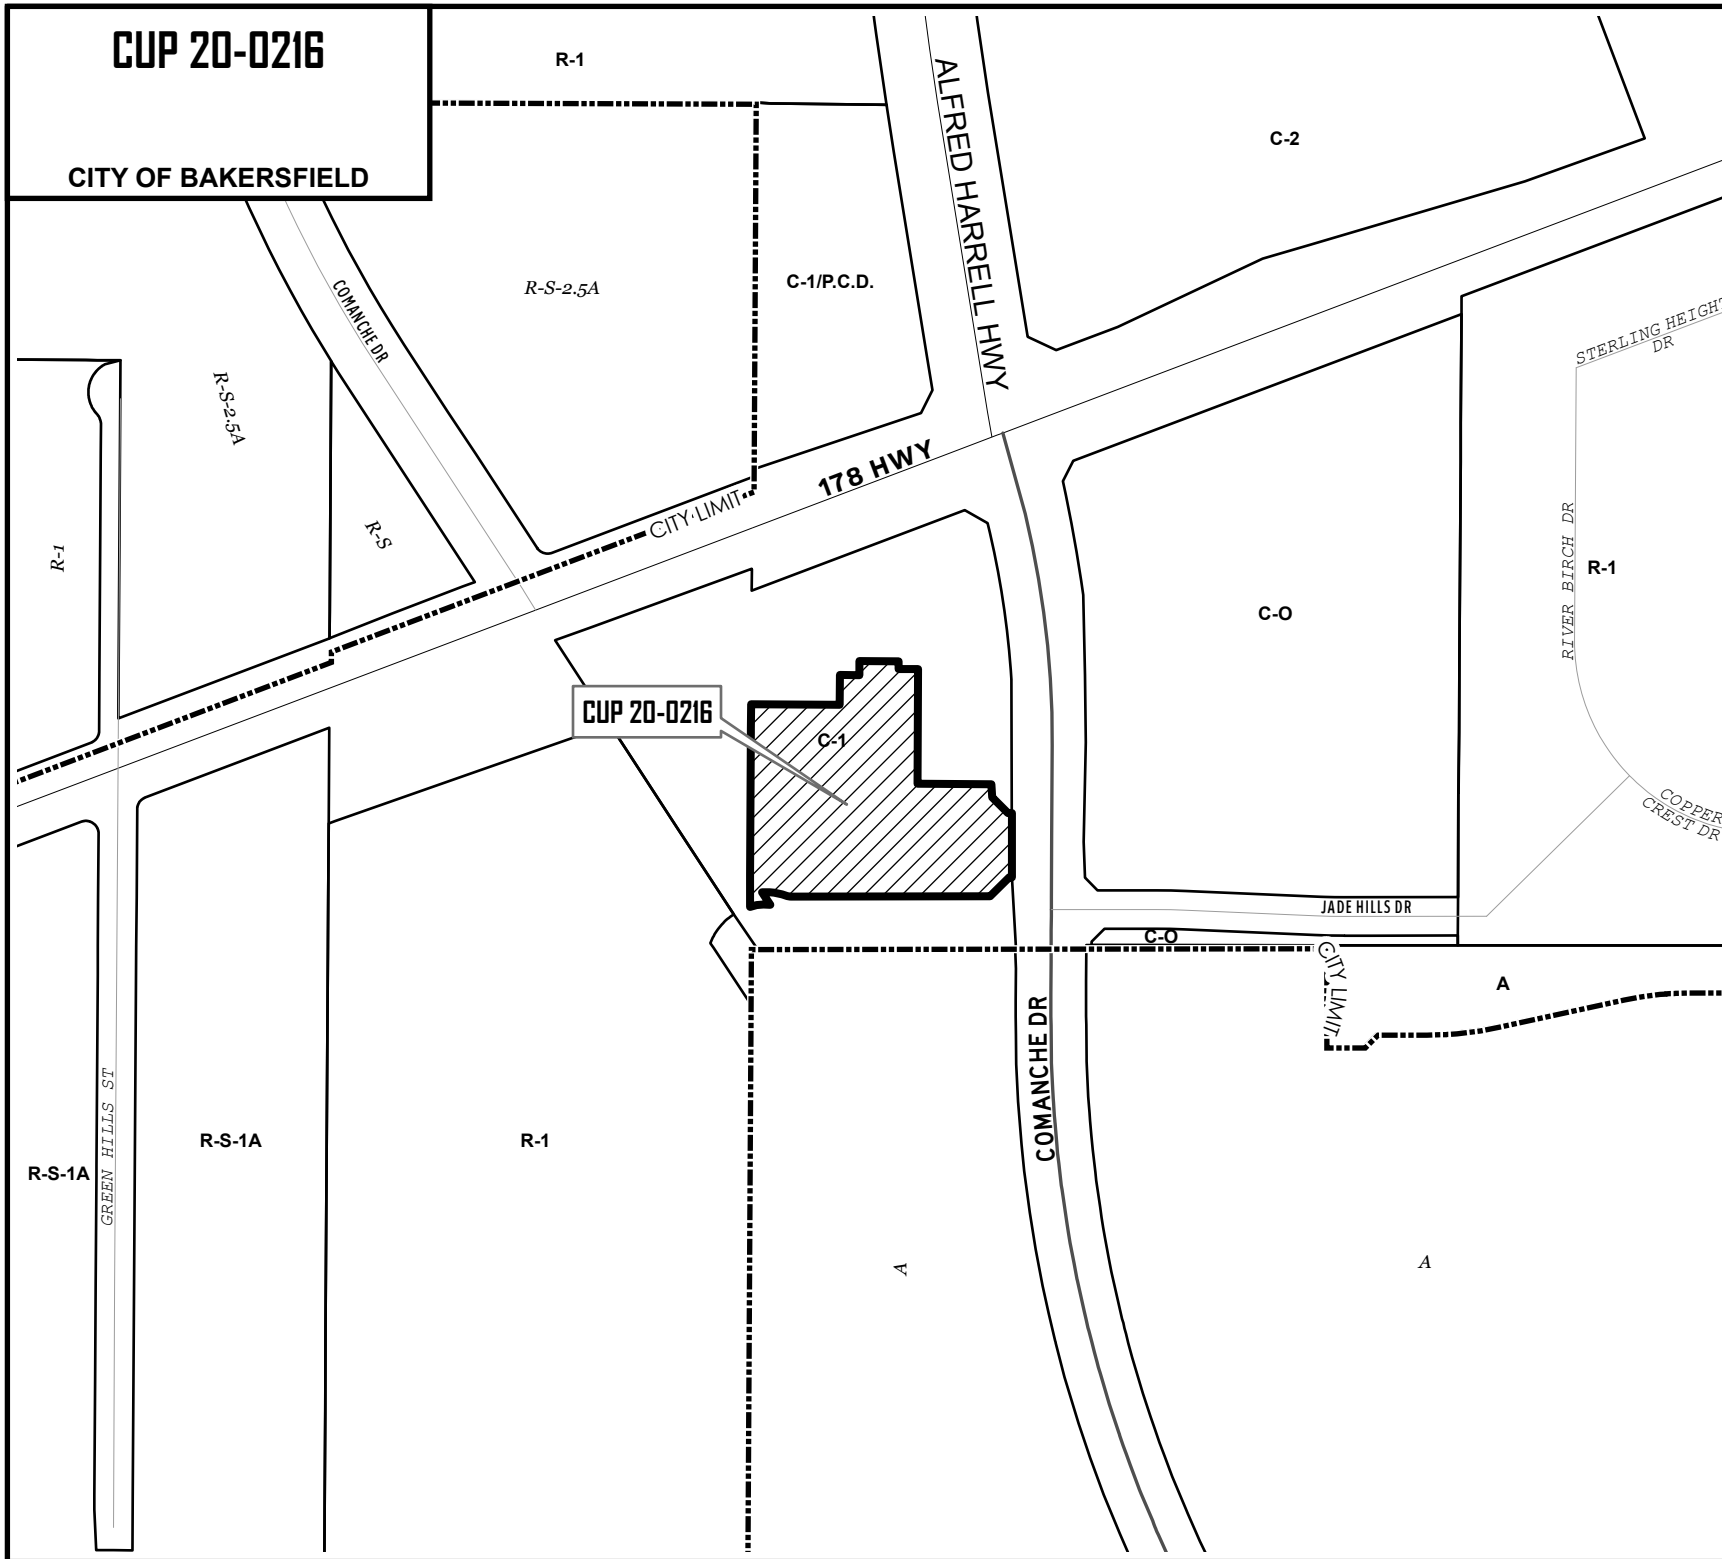 CUP 20-0216
CITY OF BAKERSFIELD
R-1
ALFRED HARRELL HWY
C-2
COMANCHE DR
R-S-2.5A
C-1/P.C.D.
R-S-2.5A
STERLING HEIGHT
DR
178 HWY
CITY LIMIT
R-1
R-S
RIVER BIRCH DR
R-1
C-O
CUP 20-0216
C-1
COPPER
CREST DR
JADE HILLS DR
C-O
CITY LIMIT
A
COMANCHE DR
GREEN HILLS ST
R-S-1A
R-S-1A
R-1
A
A